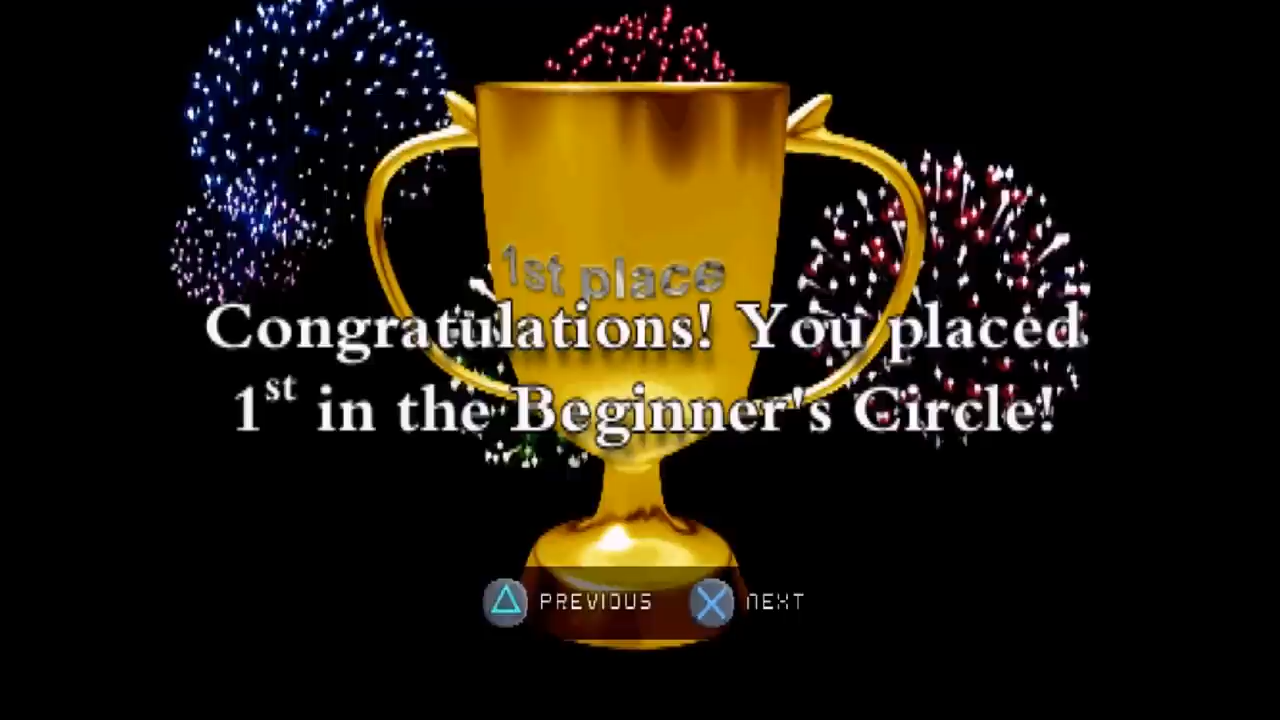 1st place
Congratulations! You placed
1st in the Beginner's Circle!
PREVIOUS NEXT